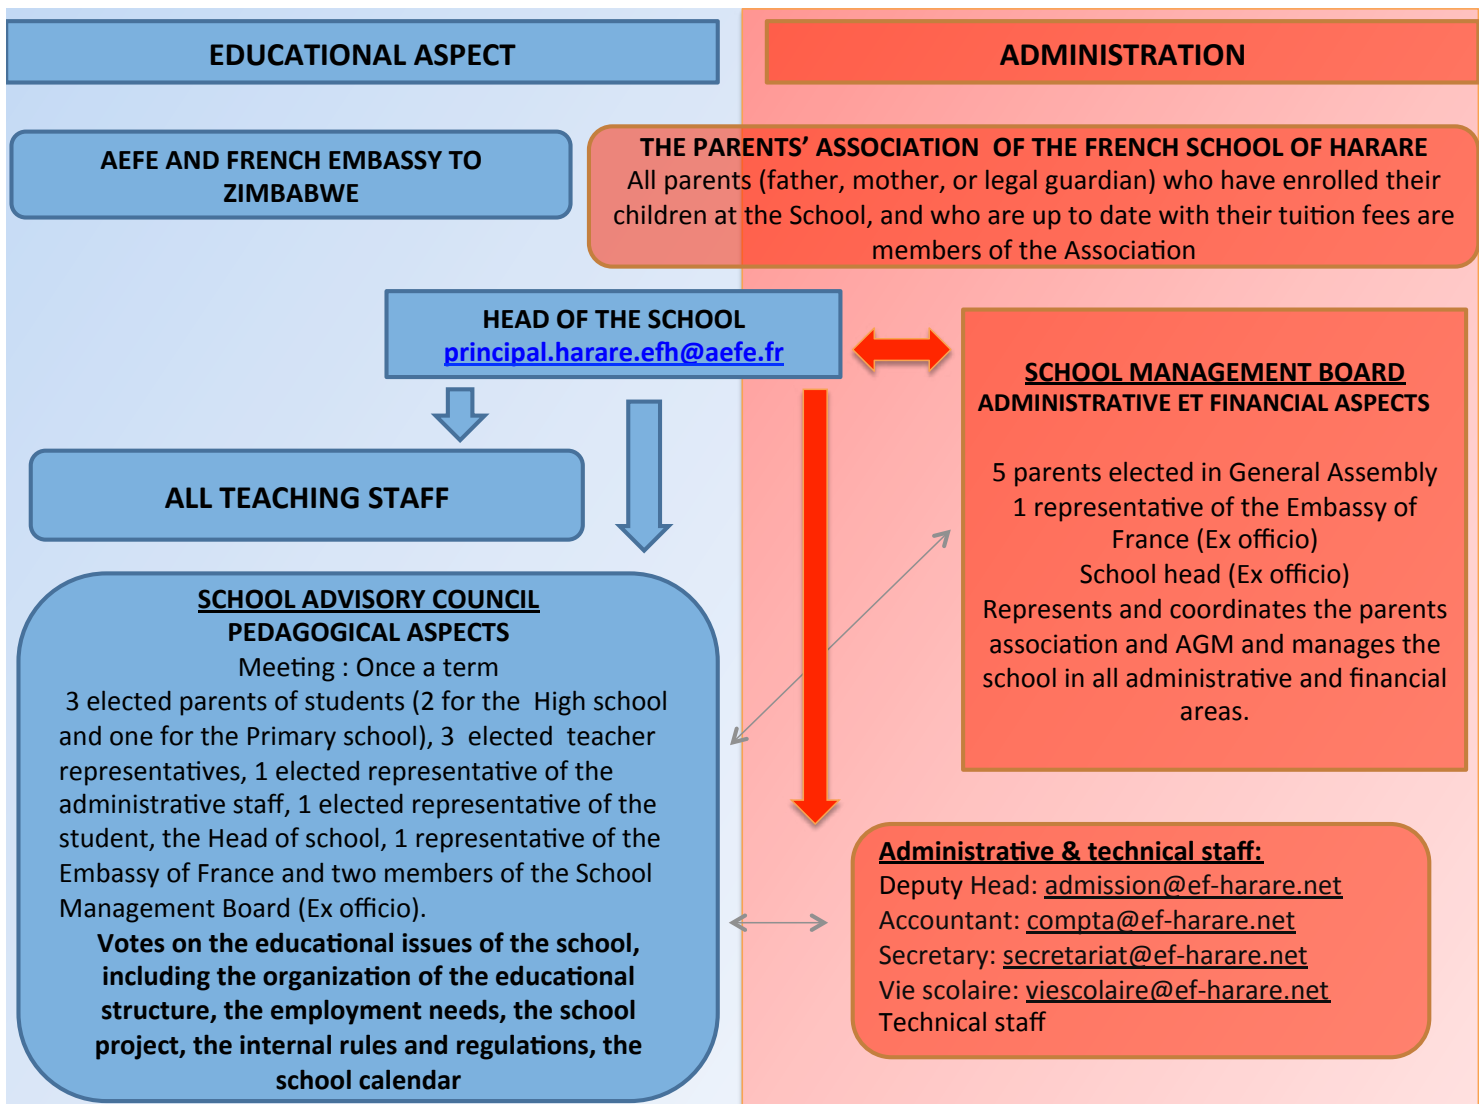 EDUCATIONAL ASPECT
ADMINISTRATION
AEFE AND FRENCH EMBASSY TO
ZIMBABWE
THE PARENTS' ASSOCIATION OF THE FRENCH SCHOOL OF HARARE
All parents (father, mother, or legal guardian) who have enrolled their
children at the School, and who are up to date with their tuition fees are
members of the Association
HEAD OF THE SCHOOL
principal.harare.efh@aefe.fr
SCHOOL MANAGEMENT BOARD
ADMINISTRATIVE ET FINANCIAL ASPECTS
5 parents elected in General Assembly
1 representative of the Embassy of
France (Ex officio)
School head (Ex officio)
Represents and coordinates the parents
association and AGM and manages the
school in all administrative and financial
areas.
ALL TEACHING STAFF
SCHOOL ADVISORY COUNCIL
PEDAGOGICAL ASPECTS
Meeting : Once a term
3 elected parents of students (2 for the High school
and one for the Primary school), 3 elected teacher
representatives, 1 elected representative of the
administrative staff, 1 elected representative of the
student, the Head of school, 1 representative of the
Embassy of France and two members of the School
Management Board (Ex officio).
Votes on the educational issues of the school,
including the organization of the educational
structure, the employment needs, the school
project, the internal rules and regulations, the
school calendar
Administrative & technical staff:
Deputy Head: admission@ef-harare.net
Accountant: compta@ef-harare.net
Secretary: secretariat@ef-harare.net
Vie scolaire: viescolaire@ef-harare.net
Technical staff